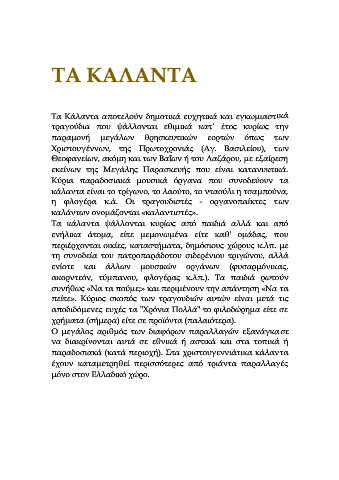 ΤΑ ΚΑΛΑΝΤΑ
Τα Κάλαντα αποτελούν δημοτικά ευχητικά και εγκωμιαστικά
τραγούδια που ψάλλονται εθιμικά κατ' έτος κυρίως την
παραμονή μεγάλων θρησκευτικών εορτών όπως των
Χριστουγέννων, της Πρωτοχρονιάς (Αγ. Βασιλείου), των
Θεοφανείων, ακόμη και των Βαΐων ή του Λαζάρου, με εξαίρεση
εκείνων της Μεγάλης Παρασκευής που είναι κατανυκτικά.
Κύρια παραδοσιακά μουσικά όργανα που συνοδεύουν τα
κάλαντα είναι το τρίγωνο, το λαούτο, το νταούλι η τσαμπούνα,
η φλογέρα κ.ά. Οι τραγουδιστές - οργανοπαίκτες των
καλάντων ονομάζονται «καλαντιστές».
Τα κάλαντα ψάλλονται κυρίως από παιδιά αλλά και από
ενήλικα άτομα, είτε μεμονωμένα είτε καθ' ομάδας, που
περιέρχονται οικίες, καταστήματα, δημόσιους χώρους κ.λπ. με
τη συνοδεία του πατροπαράδοτου σιδερένιου τριγώνου, αλλά
ενίοτε και άλλων μουσικών οργάνων (φυσαρμόνικας,
ακορντεόν, τύμπανου, φλογέρας κ.λπ.). Τα παιδιά ρωτούν
συνήθως «Να τα πούμε;» και περιμένουν την απάντηση «Να τα
πείτε». Κύριος σκοπός των τραγουδιών αυτών είναι μετά τις
αποδιδόμενες ευχές τα "Χρόνια Πολλά" το φιλοδώρημα είτε σε
χρήματα (σήμερα) είτε σε προϊόντα (παλαιότερα).
Ο μεγάλος αριθμός των διαφόρων παραλλαγών εξανάγκασε
να διακρίνονται αυτά σε εθνικά ή αστικά και στα τοπικά ή
παραδοσιακά (κατά περιοχή). Στα χριστουγεννιάτικα κάλαντα
έχουν καταμετρηθεί περισσότερες από τριάντα παραλλαγές
μόνο στον Ελλαδικό χώρο.